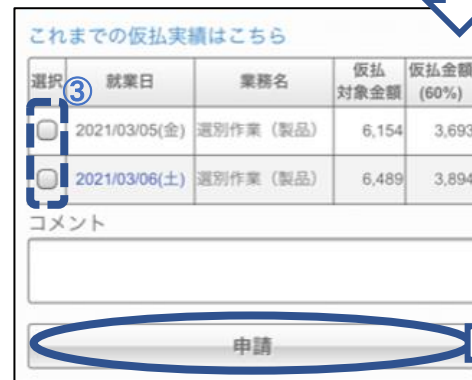 これまでの仮払実績はこちら
選択 ③ 就業日 業務名 仮払対象金額 仮払金額(60%)
2021/03/05(金) 選別作業（製品） 6,154 3,693
2021/03/06(土) 選別作業（製品） 6,489 3,894
コメント
申請